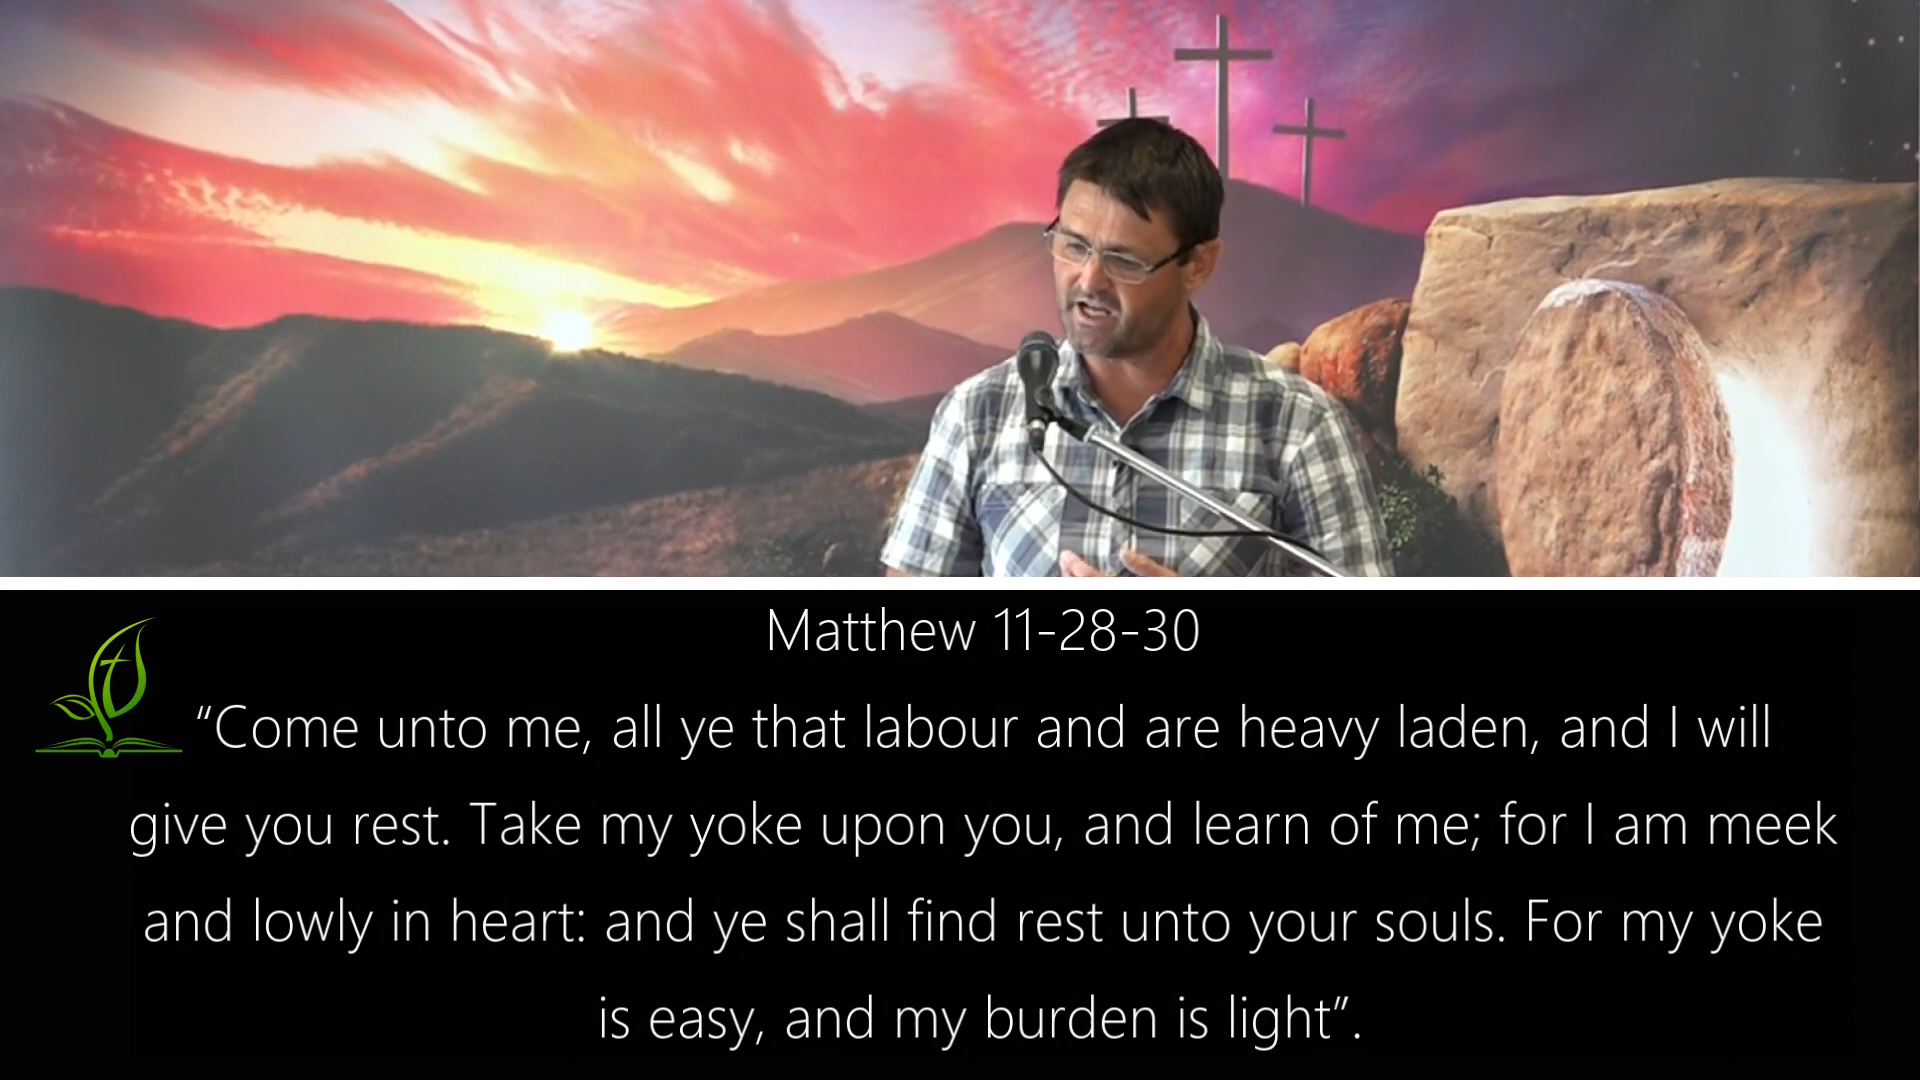 Matthew 11-28-30
“Come unto me, all ye that labour and are heavy laden, and I will
give you rest. Take my yoke upon you, and learn of me; for I am meek
and lowly in heart: and ye shall find rest unto your souls. For my yoke
is easy, and my burden is light”.